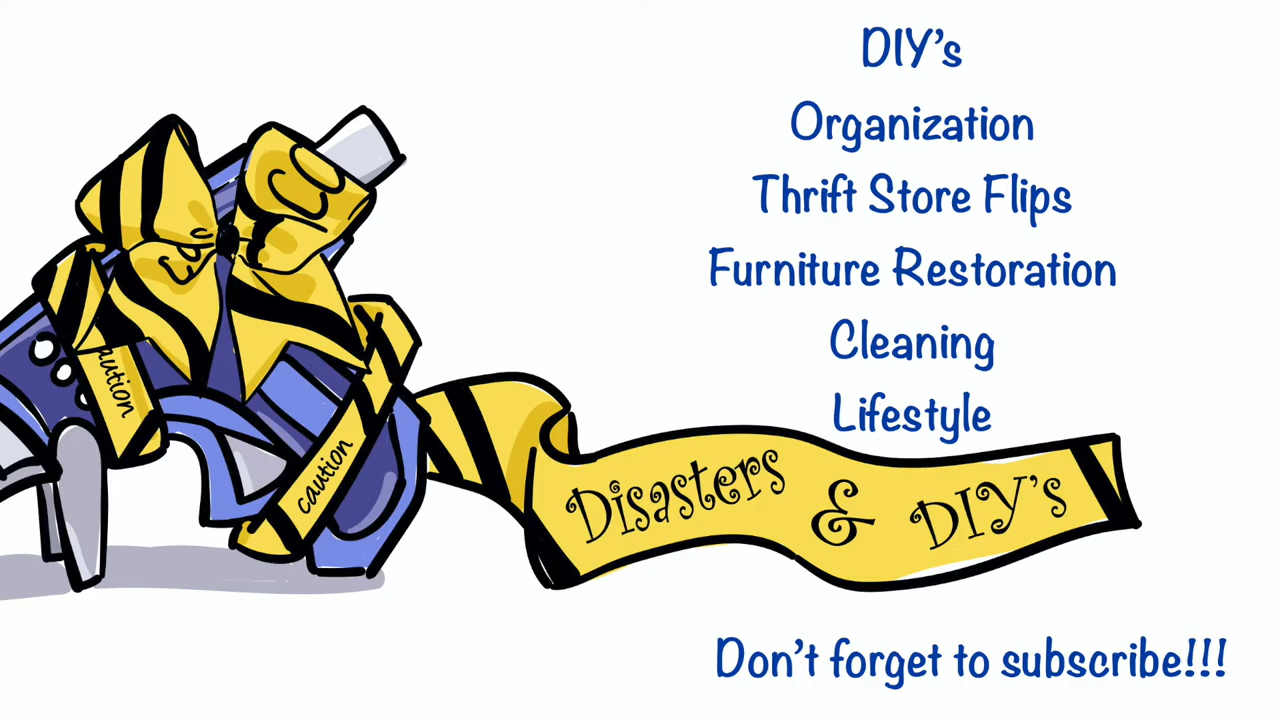 DIY's
Organization
Thrift Store Flips
Furniture Restoration
Cleaning
Lifestyle
caution
caution
Disasters & DIY's
Don't forget to subscribe!!!